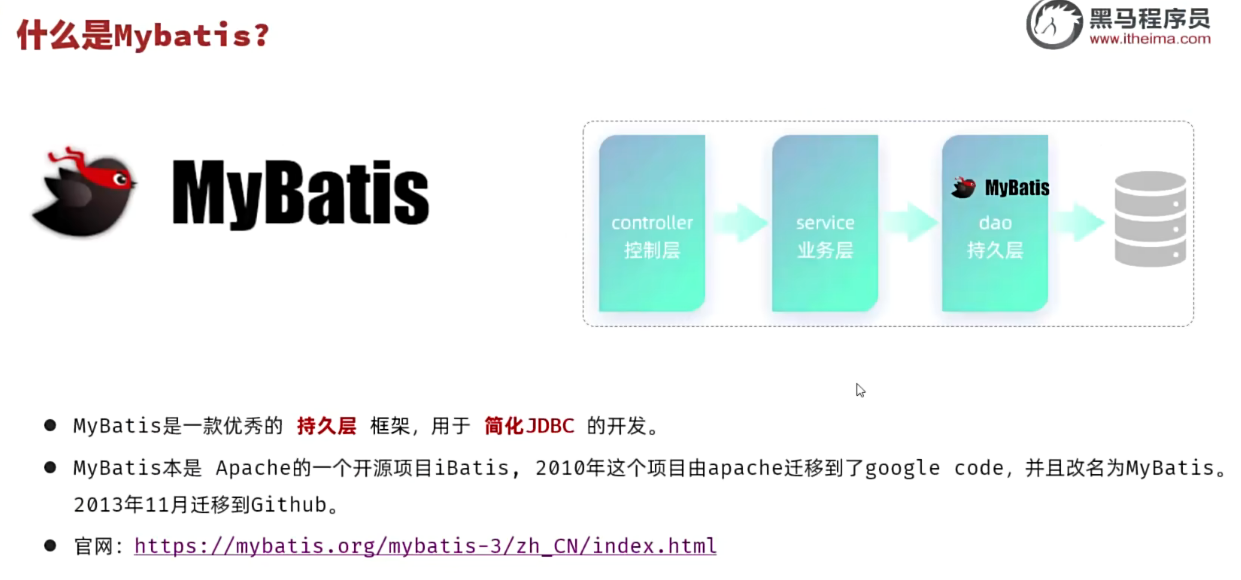 什么是Mybatis?
黑马程序员
www.itheima.com
MyBatis
controller
控制层
service
业务层
MyBatis
dao
持久层
● MyBatis是一款优秀的 持久层 框架，用于 简化JDBC 的开发。
● MyBatis本是 Apache的一个开源项目iBatis, 2010年这个项目由apache迁移到了google code，并且改名为MyBatis。
2013年11月迁移到Github。
● 官网：https://mybatis.org/mybatis-3/zh_CN/index.html